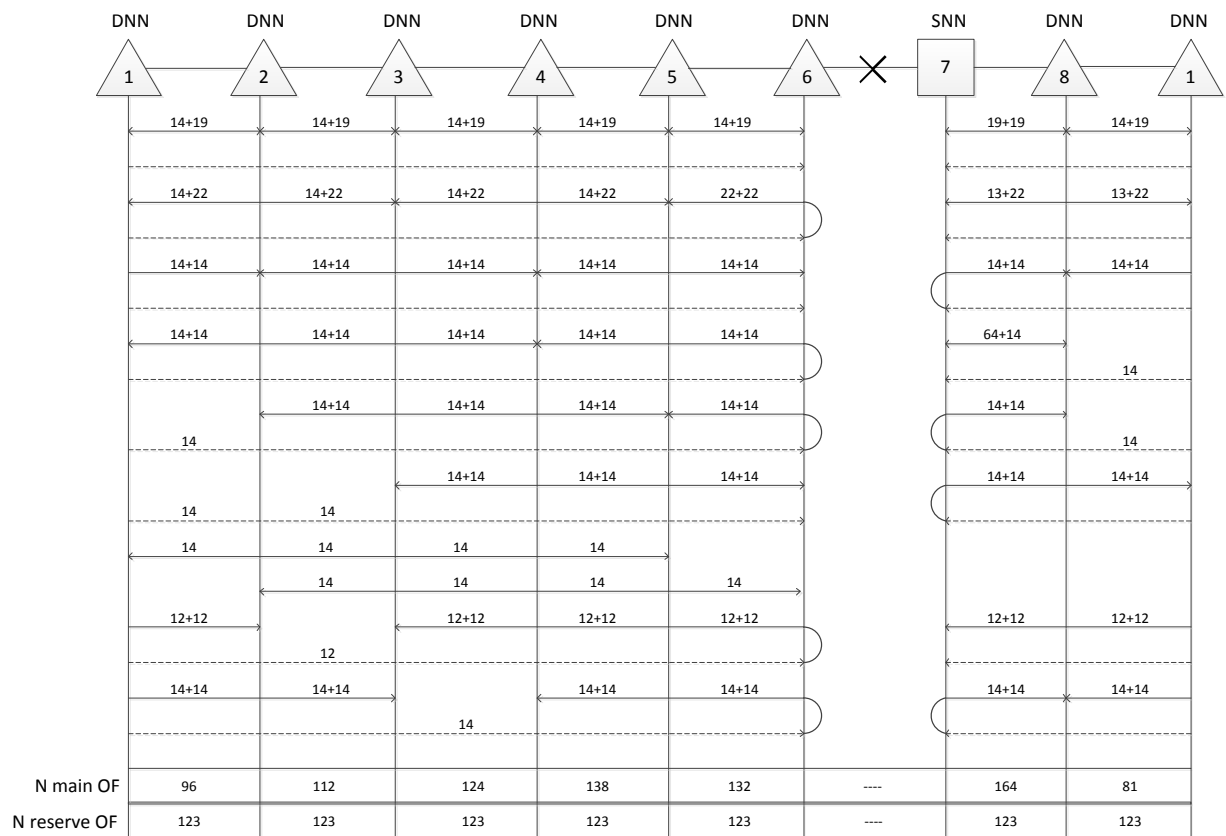 DNN DNN DNN DNN DNN DNN SNN DNN DNN
1 2 3 4 5 6 7 8 1
14+19 14+19 14+19 14+19 14+19 19+19 14+19
14+22 14+22 14+22 14+22 22+22 13+22 13+22
14+14 14+14 14+14 14+14 14+14 14+14 14+14
14+14 14+14 14+14 14+14 14+14 64+14
14
14+14 14+14 14+14 14+14 14+14
14 14
14+14 14+14 14+14 14+14 14+14
14 14
14 14 14 14
14 14 14 14
12+12 12+12 12+12 12+12 12+12 12+12
12
14+14 14+14 14+14 14+14 14+14 14+14
14
N main OF 96 112 124 138 132 ---- 164 81
N reserve OF 123 123 123 123 123 ---- 123 123